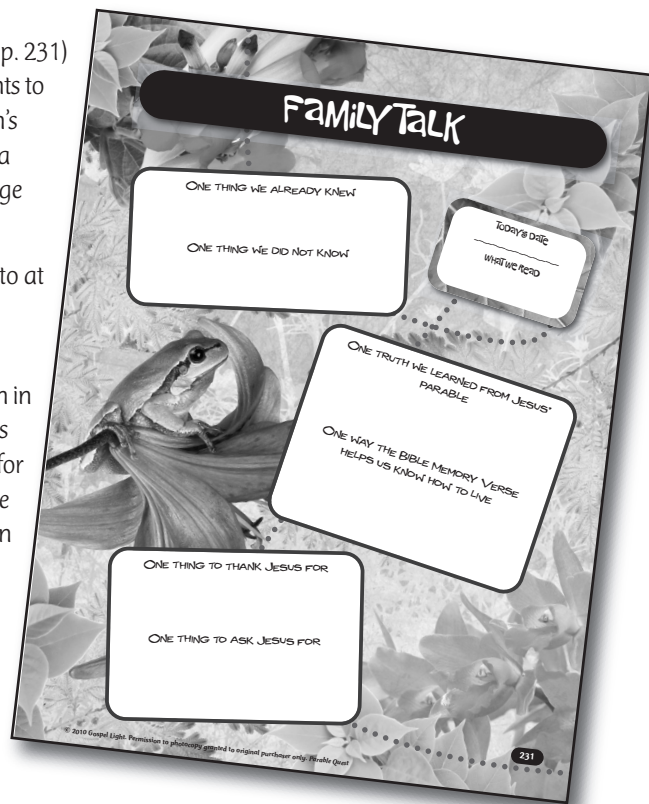 p. 231)
nts to
n's
a
ge
to at
n in
s
for
e
n
FAMILY TALK
ONE THING WE ALREADY KNEW
ONE THING WE DID NOT KNOW
TODAY'S DATE
WHAT WE READ
ONE TRUTH WE LEARNED FROM JESUS'
PARABLE
ONE WAY THE BIBLE MEMORY VERSE
HELPS US KNOW HOW TO LIVE
ONE THING TO THANK JESUS FOR
ONE THING TO ASK JESUS FOR
© 2010 Gospel Light. Permission to photocopy granted to original purchaser only. Parable Quest
231